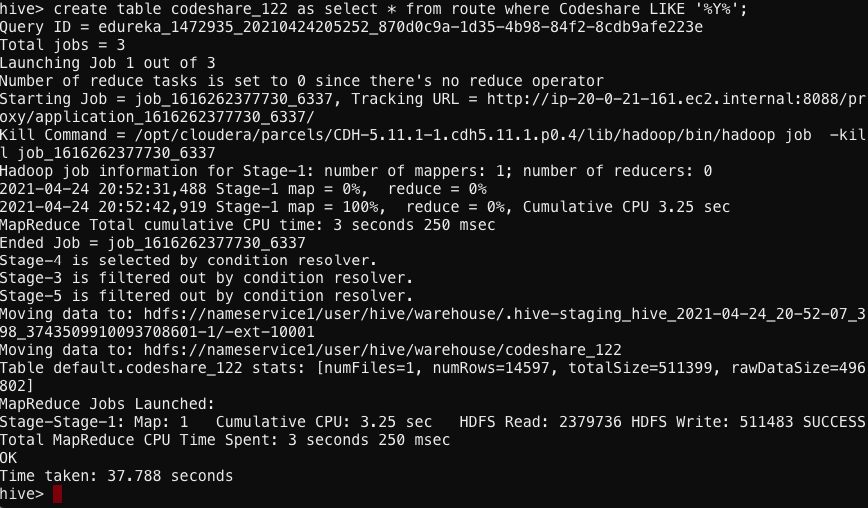 hive> create table codeshare_122 as select * from route where Codeshare LIKE '%Y%';
Query ID = edureka_1472935_20210424205252_870d0c9a-1d35-4b98-84f2-8cdb9afe223e
Total jobs = 3
Launching Job 1 out of 3
Number of reduce tasks is set to 0 since there's no reduce operator
Starting Job = job_1616262377730_6337, Tracking URL = http://ip-20-0-21-161.ec2.internal:8088/pr
oxy/application_1616262377730_6337/
Kill Command = /opt/cloudera/parcels/CDH-5.11.1-1.cdh5.11.1.p0.4/lib/hadoop/bin/hadoop job  -kil
l job_1616262377730_6337
Hadoop job information for Stage-1: number of mappers: 1; number of reducers: 0
2021-04-24 20:52:31,488 Stage-1 map = 0%,  reduce = 0%
2021-04-24 20:52:42,919 Stage-1 map = 100%,  reduce = 0%, Cumulative CPU 3.25 sec
MapReduce Total cumulative CPU time: 3 seconds 250 msec
Ended Job = job_1616262377730_6337
Stage-4 is selected by condition resolver.
Stage-3 is filtered out by condition resolver.
Stage-5 is filtered out by condition resolver.
Moving data to: hdfs://nameservice1/user/hive/warehouse/.hive-staging_hive_2021-04-24_20-52-07_3
98_3743509910093708601-1/-ext-10001
Moving data to: hdfs://nameservice1/user/hive/warehouse/codeshare_122
Table default.codeshare_122 stats: [numFiles=1, numRows=14597, totalSize=511399, rawDataSize=496
802]
MapReduce Jobs Launched:
Stage-Stage-1: Map: 1   Cumulative CPU: 3.25 sec   HDFS Read: 2379736 HDFS Write: 511483 SUCCESS
Total MapReduce CPU Time Spent: 3 seconds 250 msec
OK
Time taken: 37.788 seconds
hive>